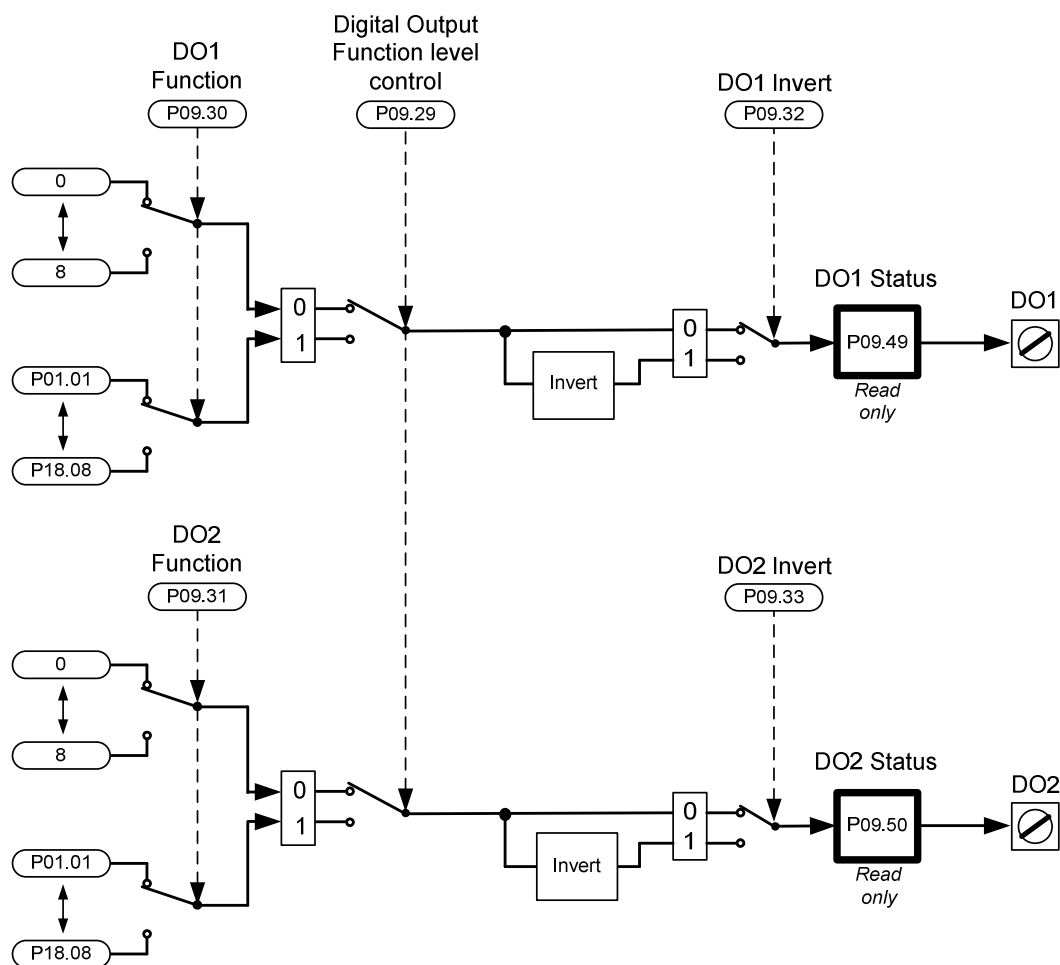 Digital Output
Function level
control
DO1
Function
DO1 Invert
P09.30
P09.29
P09.32
0
8
DO1 Status
DO1
0
1
0
1
P09.49
Invert
Read
only
P01.01
P18.08
DO2
Function
DO2 Invert
P09.31
P09.33
0
8
DO2 Status
DO2
0
1
0
1
P09.50
Invert
Read
only
P01.01
P18.08